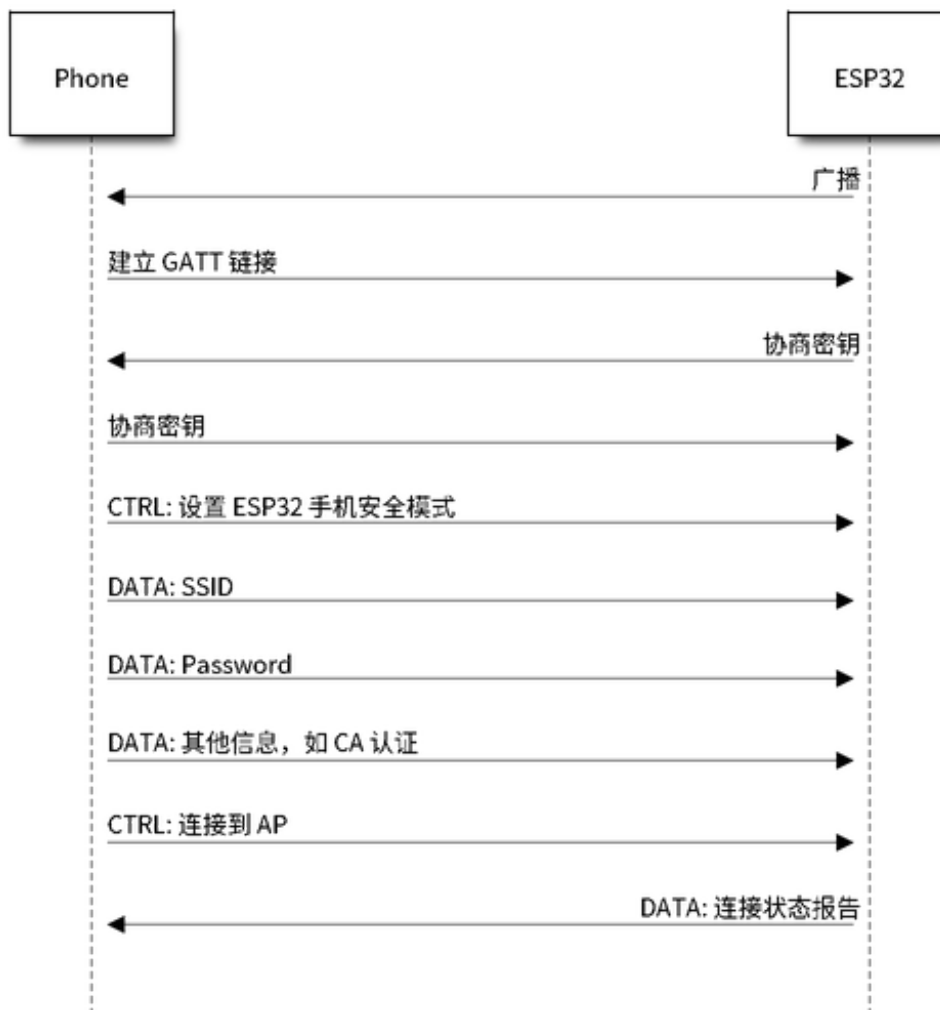 Phone
ESP32
广播
建立 GATT 链接
协商密钥
协商密钥
CTRL: 设置 ESP32 手机安全模式
DATA: SSID
DATA: Password
DATA: 其他信息，如 CA 认证
CTRL: 连接到 AP
DATA: 连接状态报告